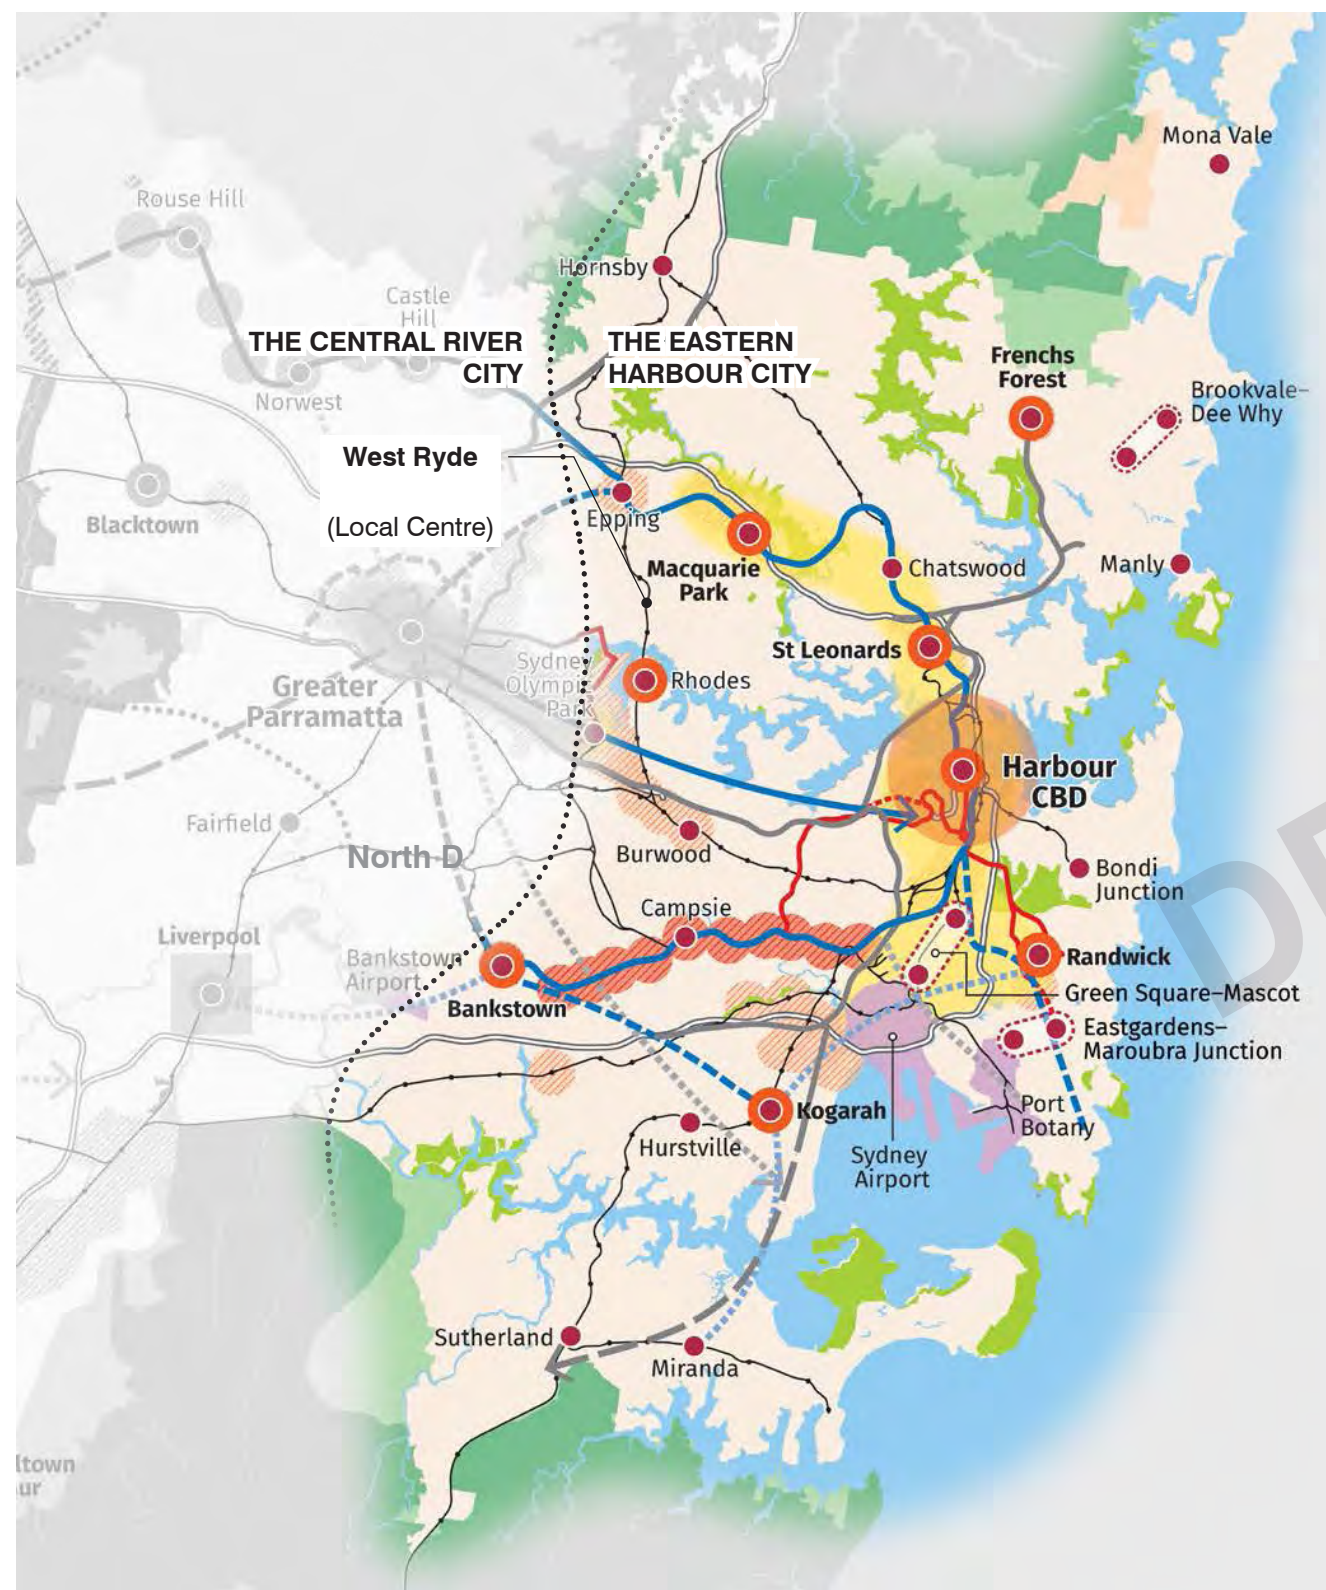 Mona Vale
Rouse Hill
Hornsby
Castle
Hill
THE CENTRAL RIVER
CITY
THE EASTERN
HARBOUR CITY
Frenchs
Forest
Norwest
Brookvale–
Dee Why
West Ryde
(Local Centre)
Blacktown
Epping
Macquarie
Park
Chatswood
Manly
St Leonards
Sydney
Olympic
Park
Rhodes
Greater
Parramatta
Harbour
CBD
Fairfield
North D
Burwood
Bondi
Junction
Campsie
Liverpool
Bankstown
Airport
Bankstown
Randwick
Green Square–Mascot
Eastgardens–
Maroubra Junction
Kogarah
Port
Botany
Hurstville
Sydney
Airport
Sutherland
Miranda
ltown
ur